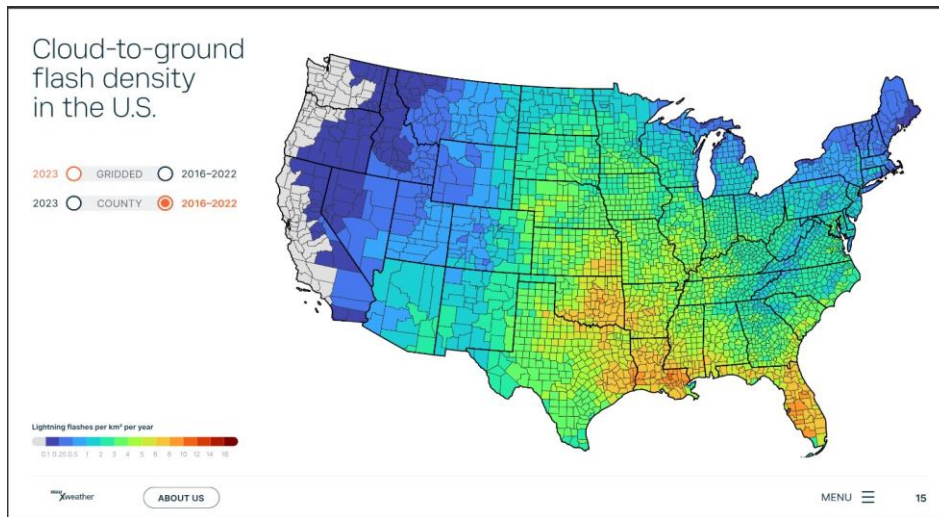 Cloud-to-ground
flash density
in the U.S.
2023 GRIDDED 2016–2022
2023 COUNTY 2016–2022
Lightning flashes per km² per year
0.1 0.25 0.5 1 2 3 4 5 6 8 10 12 14 16
Xweather
ABOUT US
MENU
15